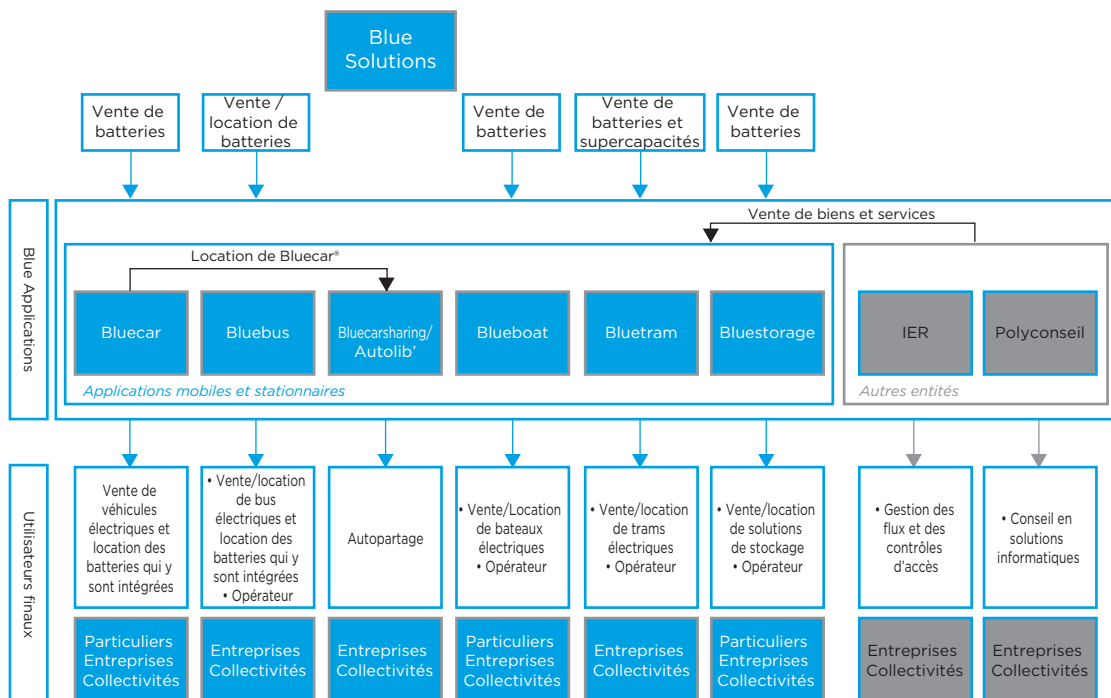 Blue
Solutions
Vente de
batteries
Vente /
location de
batteries
Vente de
batteries
Vente de
batteries et
supercapacités
Vente de
batteries
Blue Applications
Vente de biens et services
Location de Bluecar®
Bluecar
Bluebus
Bluecarsharing/
Autolib’
Blueboat
Bluetram
Bluestorage
IER
Polyconseil
Applications mobiles et stationnaires
Autres entités
Utilisateurs finaux
Vente de
véhicules
électriques et
location des
batteries qui y
sont intégrées
• Vente/location
de bus
électriques et
location des
batteries qui y
sont intégrées
• Opérateur
Autopartage
• Vente/Location
de bateaux
électriques
• Opérateur
• Vente/location
de trams
électriques
• Opérateur
• Vente/location
de solutions
de stockage
• Opérateur
• Gestion des
flux et des
contrôles
d’accès
• Conseil en
solutions
informatiques
Particuliers
Entreprises
Collectivités
Entreprises
Collectivités
Entreprises
Collectivités
Particuliers
Entreprises
Collectivités
Entreprises
Collectivités
Particuliers
Entreprises
Collectivités
Entreprises
Collectivités
Entreprises
Collectivités